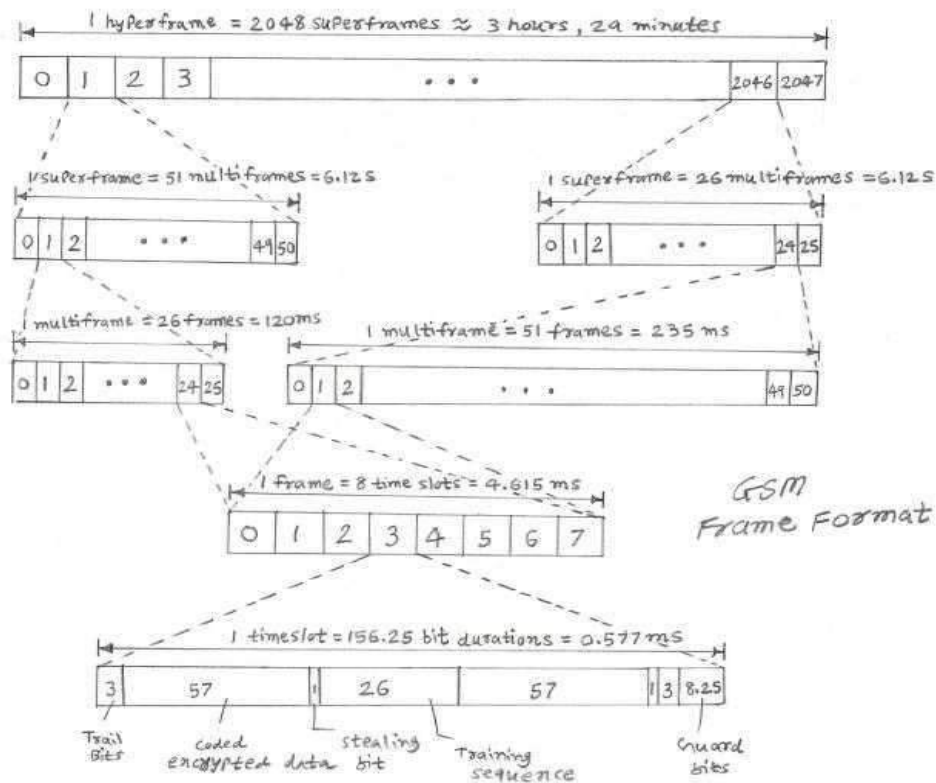 1 hyperframe = 2048 superframes ≈ 3 hours, 29 minutes
0 1 2 3 • • • 2046 2047
1 superframe = 51 multiframes = 6.12 s
1 superframe = 26 multiframes = 6.12 s
0 1 2 • • • 49 50
0 1 2 • • • 24 25
1 multiframe = 26 frames = 120 ms
1 multiframe = 51 frames = 235 ms
0 1 2 • • • 24 25
0 1 2 • • • 49 50
1 frame = 8 time slots = 4.615 ms
0 1 2 3 4 5 6 7
GSM
Frame Format
1 timeslot = 156.25 bit durations = 0.577 ms
3 57 1 26 57 1 3 8.25
Trail
Bits
coded
encrypted data
stealing
bit
Training
sequence
Guard
bits